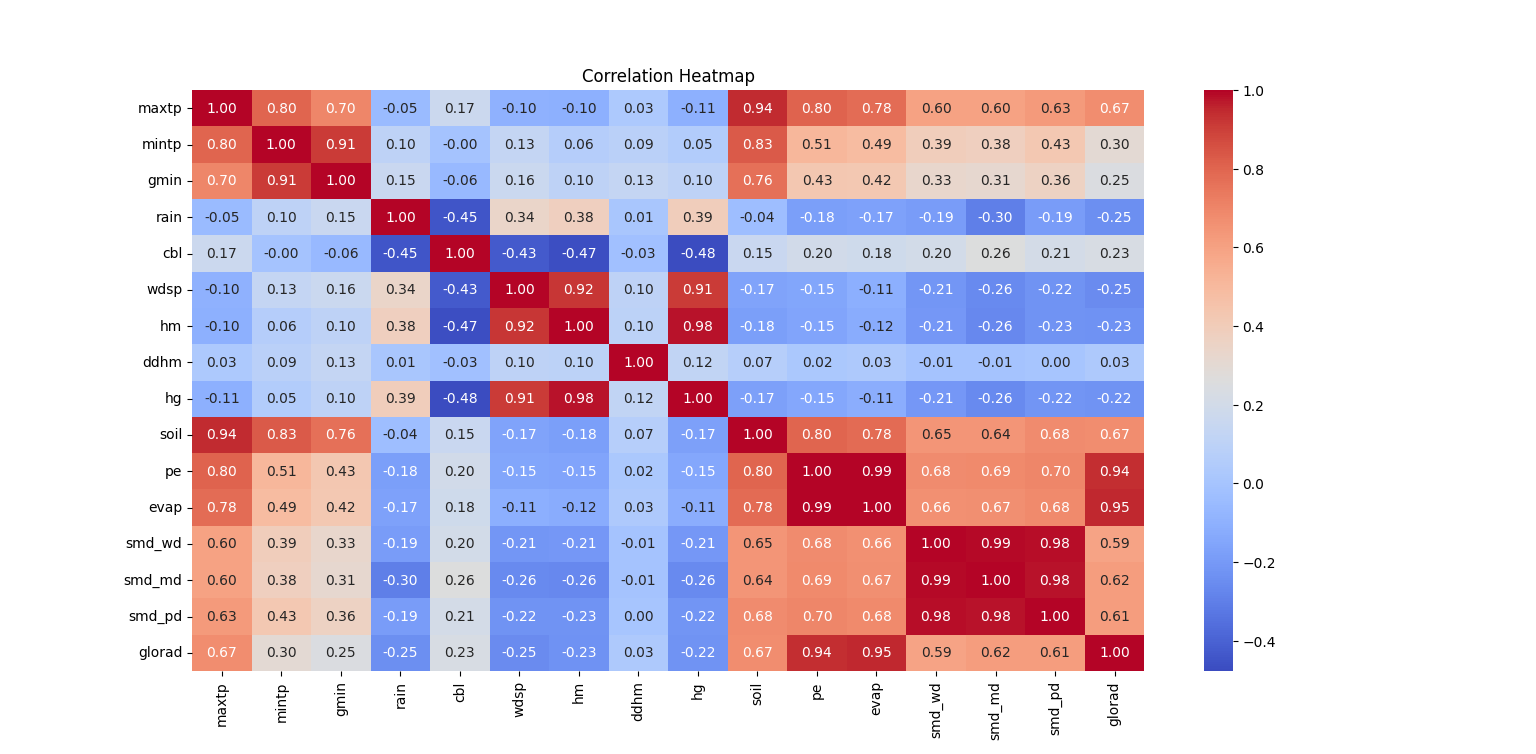 Correlation Heatmap
maxtp 1.00 0.80 0.70 -0.05 0.17 -0.10 -0.10 0.03 -0.11 0.94 0.80 0.78 0.60 0.60 0.63 0.67
mintp 0.80 1.00 0.91 0.10 -0.00 0.13 0.06 0.09 0.05 0.83 0.51 0.49 0.39 0.38 0.43 0.30
gmin 0.70 0.91 1.00 0.15 -0.06 0.16 0.10 0.13 0.10 0.76 0.43 0.42 0.33 0.31 0.36 0.25
rain -0.05 0.10 0.15 1.00 -0.45 0.34 0.38 0.01 0.39 -0.04 -0.18 -0.17 -0.19 -0.30 -0.19 -0.25
cbl 0.17 -0.00 -0.06 -0.45 1.00 -0.43 -0.47 -0.03 -0.48 0.15 0.20 0.18 0.20 0.26 0.21 0.23
wdsp -0.10 0.13 0.16 0.34 -0.43 1.00 0.92 0.10 0.91 -0.17 -0.15 -0.11 -0.21 -0.26 -0.22 -0.25
hm -0.10 0.06 0.10 0.38 -0.47 0.92 1.00 0.10 0.98 -0.18 -0.15 -0.12 -0.21 -0.26 -0.23 -0.23
ddhm 0.03 0.09 0.13 0.01 -0.03 0.10 0.10 1.00 0.12 0.07 0.02 0.03 -0.01 -0.01 0.00 0.03
hg -0.11 0.05 0.10 0.39 -0.48 0.91 0.98 0.12 1.00 -0.17 -0.15 -0.11 -0.21 -0.26 -0.22 -0.22
soil 0.94 0.83 0.76 -0.04 0.15 -0.17 -0.18 0.07 -0.17 1.00 0.80 0.78 0.65 0.64 0.68 0.67
pe 0.80 0.51 0.43 -0.18 0.20 -0.15 -0.15 0.02 -0.15 0.80 1.00 0.99 0.68 0.69 0.70 0.94
evap 0.78 0.49 0.42 -0.17 0.18 -0.11 -0.12 0.03 -0.11 0.78 0.99 1.00 0.66 0.67 0.68 0.95
smd_wd 0.60 0.39 0.33 -0.19 0.20 -0.21 -0.21 -0.01 -0.21 0.65 0.68 0.66 1.00 0.99 0.98 0.59
smd_md 0.60 0.38 0.31 -0.30 0.26 -0.26 -0.26 -0.01 -0.26 0.64 0.69 0.67 0.99 1.00 0.98 0.62
smd_pd 0.63 0.43 0.36 -0.19 0.21 -0.22 -0.23 0.00 -0.22 0.68 0.70 0.68 0.98 0.98 1.00 0.61
glorad 0.67 0.30 0.25 -0.25 0.23 -0.25 -0.23 0.03 -0.22 0.67 0.94 0.95 0.59 0.62 0.61 1.00
maxtp mintp gmin rain cbl wdsp hm ddhm hg soil pe evap smd_wd smd_md smd_pd glorad
1.0
0.8
0.6
0.4
0.2
0.0
−0.2
−0.4